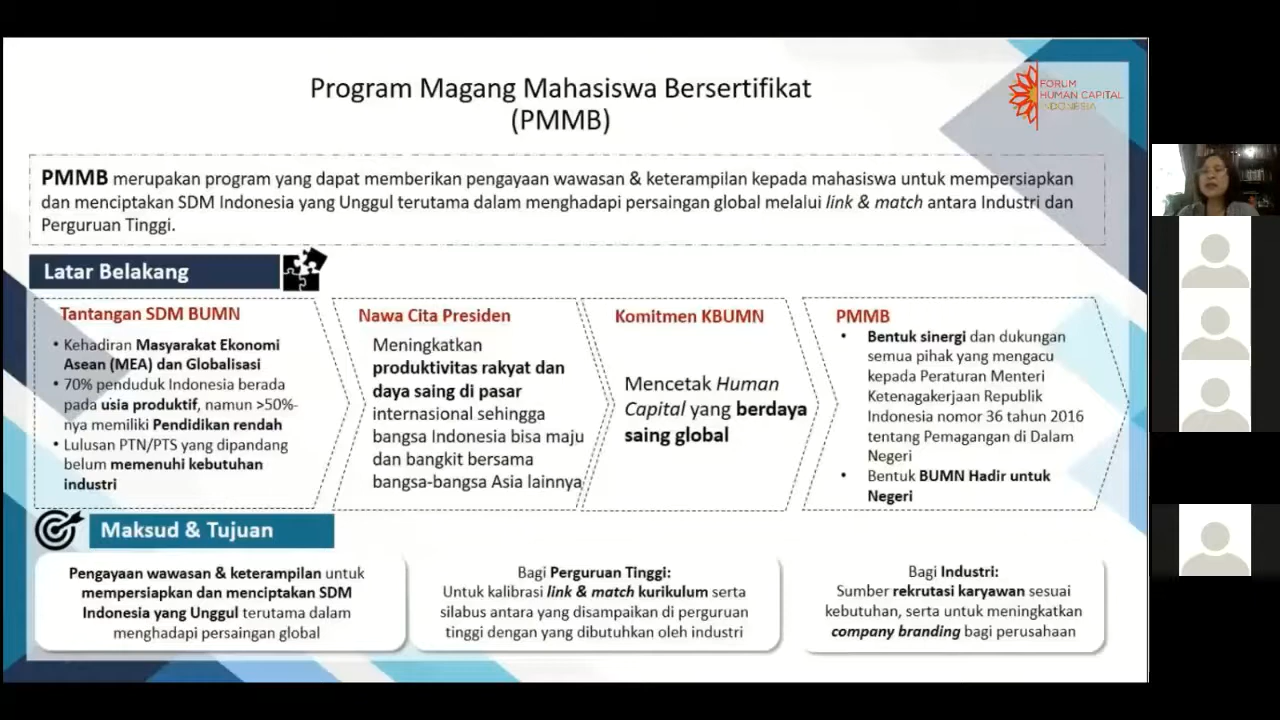 Program Magang Mahasiswa Bersertifikat
(PMMB)
FORUM
HUMAN CAPITAL
INDONESIA
PMMB merupakan program yang dapat memberikan pengayaan wawasan & keterampilan kepada mahasiswa untuk mempersiapkan
dan menciptakan SDM Indonesia yang Unggul terutama dalam menghadapi persaingan global melalui link & match antara Industri dan
Perguruan Tinggi.
Latar Belakang
Tantangan SDM BUMN
• Kehadiran Masyarakat Ekonomi
Asean (MEA) dan Globalisasi
• 70% penduduk Indonesia berada
pada usia produktif, namun >50%-
nya memiliki Pendidikan rendah
• Lulusan PTN/PTS yang dipandang
belum memenuhi kebutuhan
industri
Nawa Cita Presiden
Meningkatkan
produktivitas rakyat dan
daya saing di pasar
internasional sehingga
bangsa Indonesia bisa maju
dan bangkit bersama
bangsa-bangsa Asia lainnya
Komitmen KBUMN
Mencetak Human
Capital yang berdaya
saing global
PMMB
• Bentuk sinergi dan dukungan
semua pihak yang mengacu
kepada Peraturan Menteri
Ketenagakerjaan Republik
Indonesia nomor 36 tahun 2016
tentang Pemagangan di Dalam
Negeri
• Bentuk BUMN Hadir untuk
Negeri
Maksud & Tujuan
Pengayaan wawasan & keterampilan untuk
mempersiapkan dan menciptakan SDM
Indonesia yang Unggul terutama dalam
menghadapi persaingan global
Bagi Perguruan Tinggi:
Untuk kalibrasi link & match kurikulum serta
silabus antara yang disampaikan di perguruan
tinggi dengan yang dibutuhkan oleh industri
Bagi Industri:
Sumber rekrutasi karyawan sesuai
kebutuhan, serta untuk meningkatkan
company branding bagi perusahaan